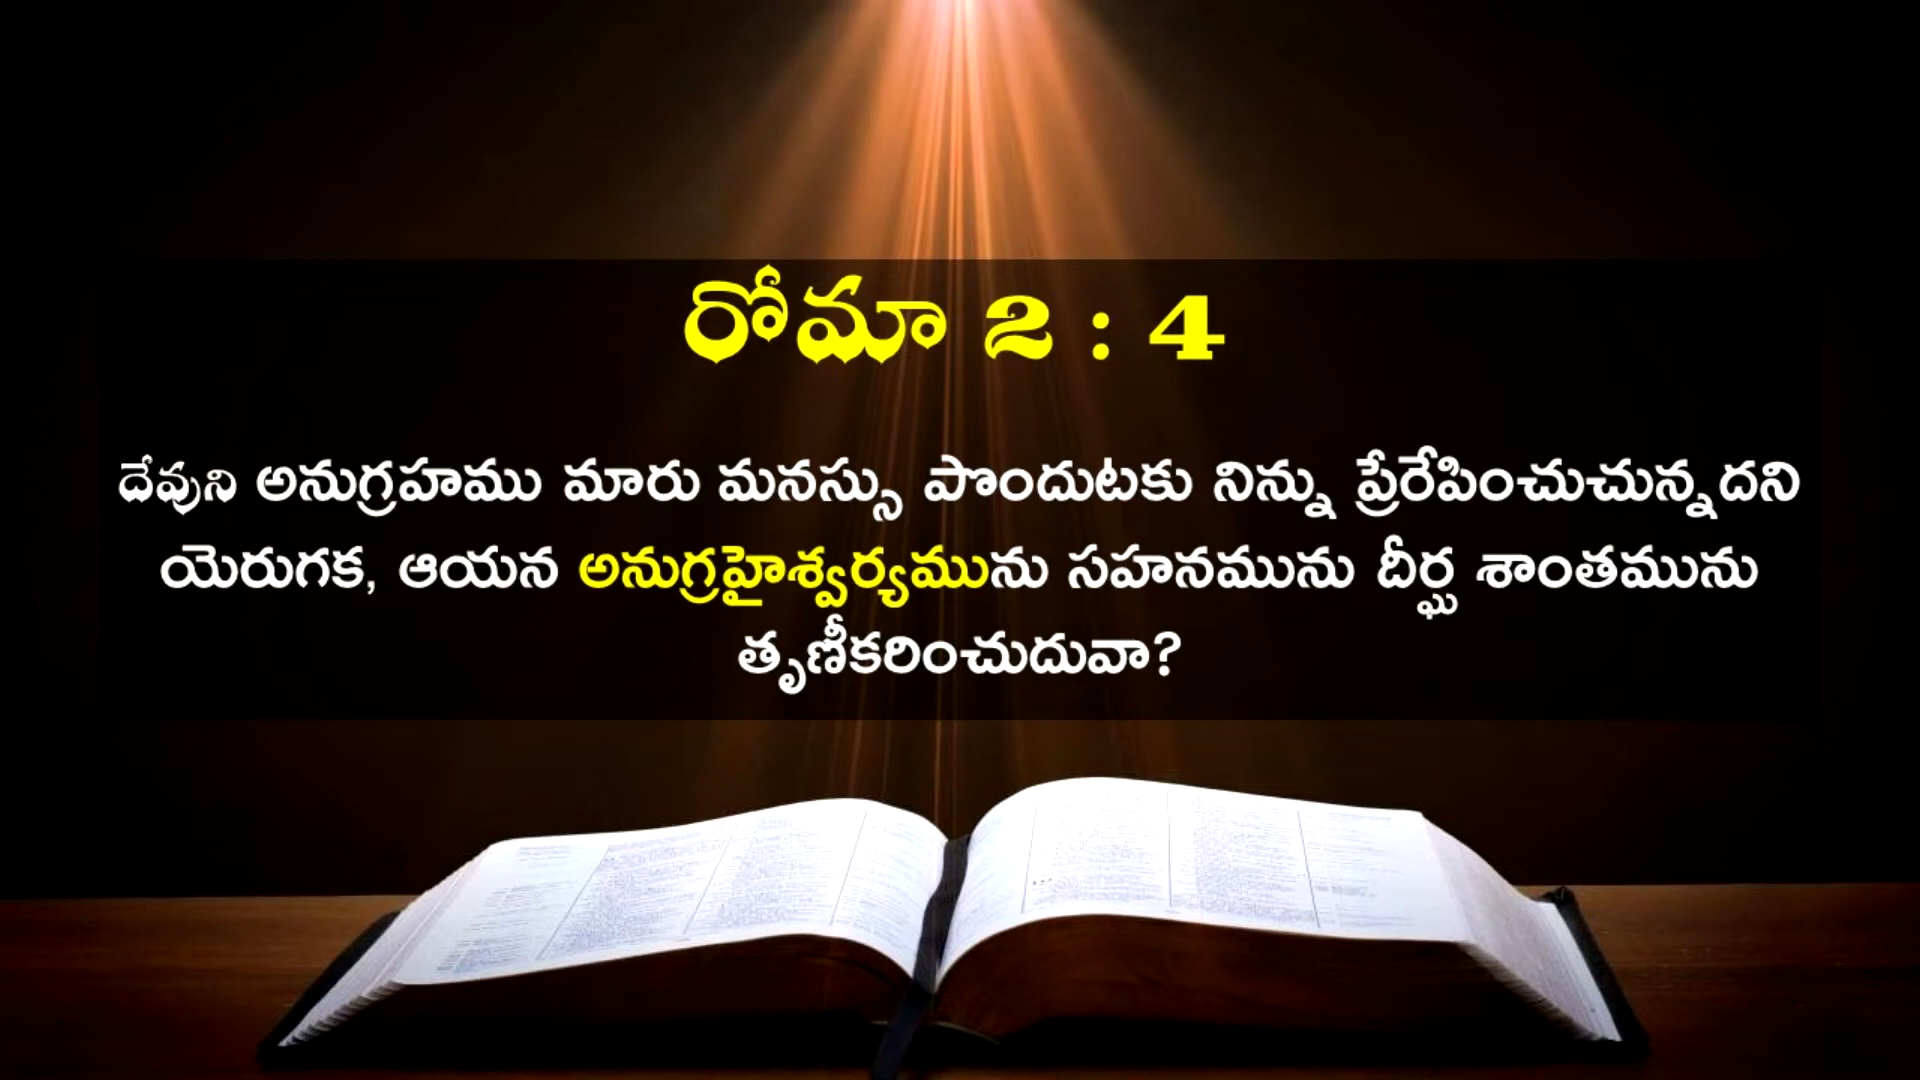 రోమా 2 : 4
దేవుని అనుగ్రహము మారు మనస్సు పొందుటకు నిన్ను ప్రేరేపించుచున్నదని
యెరుగక, ఆయన అనుగ్రహైశ్వర్యమును సహనమును దీర్ఘ శాంతమును
తృణీకరించుదువా?